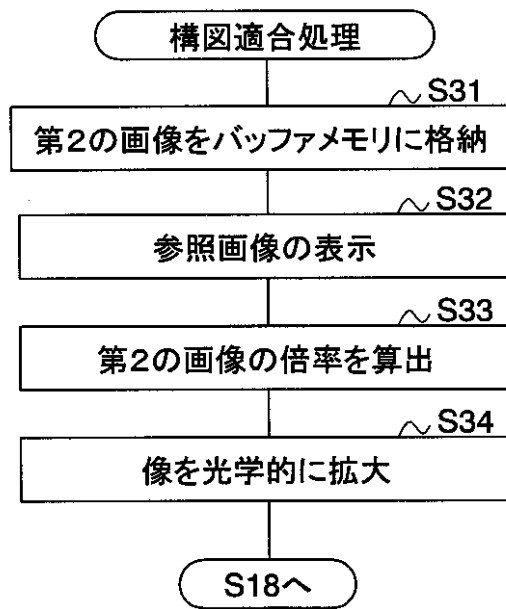 構図適合処理
S31
第2の画像をバッファメモリに格納
S32
参照画像の表示
S33
第2の画像の倍率を算出
S34
像を光学的に拡大
S18へ